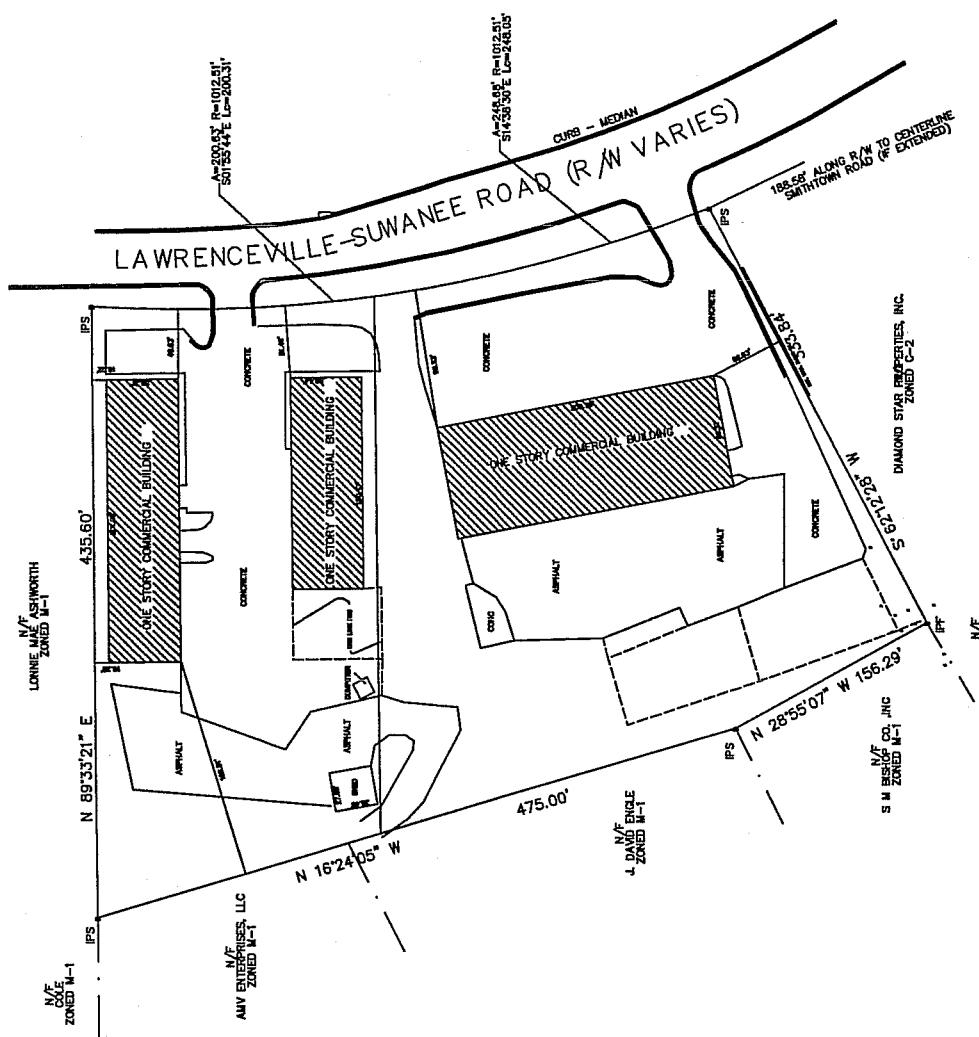 A=200.63' R=1012.51'
S01°55'44"E Lc=200.31'
A=248.68' R=1012.51'
S14°38'30"E Lc=248.05'
CURB - MEDIAN
LAWRENCEVILLE-SUWANEE ROAD (R/W VARIES)
188.58' ALONG R/W TO CENTERLINE
SMITHTOWN ROAD (IF EXTENDED)
IPS
IPS
CONCRETE
CONCRETE
CONCRETE
ONE STORY COMMERCIAL BUILDING
ONE STORY COMMERCIAL BUILDING
ONE STORY COMMERCIAL BUILDING
435.60'
N 89°33'21" E
N/F
LONNIE MAE ASHWORTH
ZONED M-1
CONCRETE
CONC
ASPHALT
ASPHALT
CONCRETE
533.84'
S 62°12'28" W
DIAMOND STAR PROPERTIES, INC.
ZONED C-2
DUMPSTER
ASPHALT
ASPHALT
SHED
IPF
N/F
N 28°55'07" W 156.29'
IPS
475.00'
N 16°24'05" W
N/F
S M BISHOP CO, INC
ZONED M-1
N/F
J. DAVID ENGLE
ZONED M-1
IPS
N/F
AMV ENTERPRISES, LLC
ZONED M-1
N/F
COLE
ZONED M-1